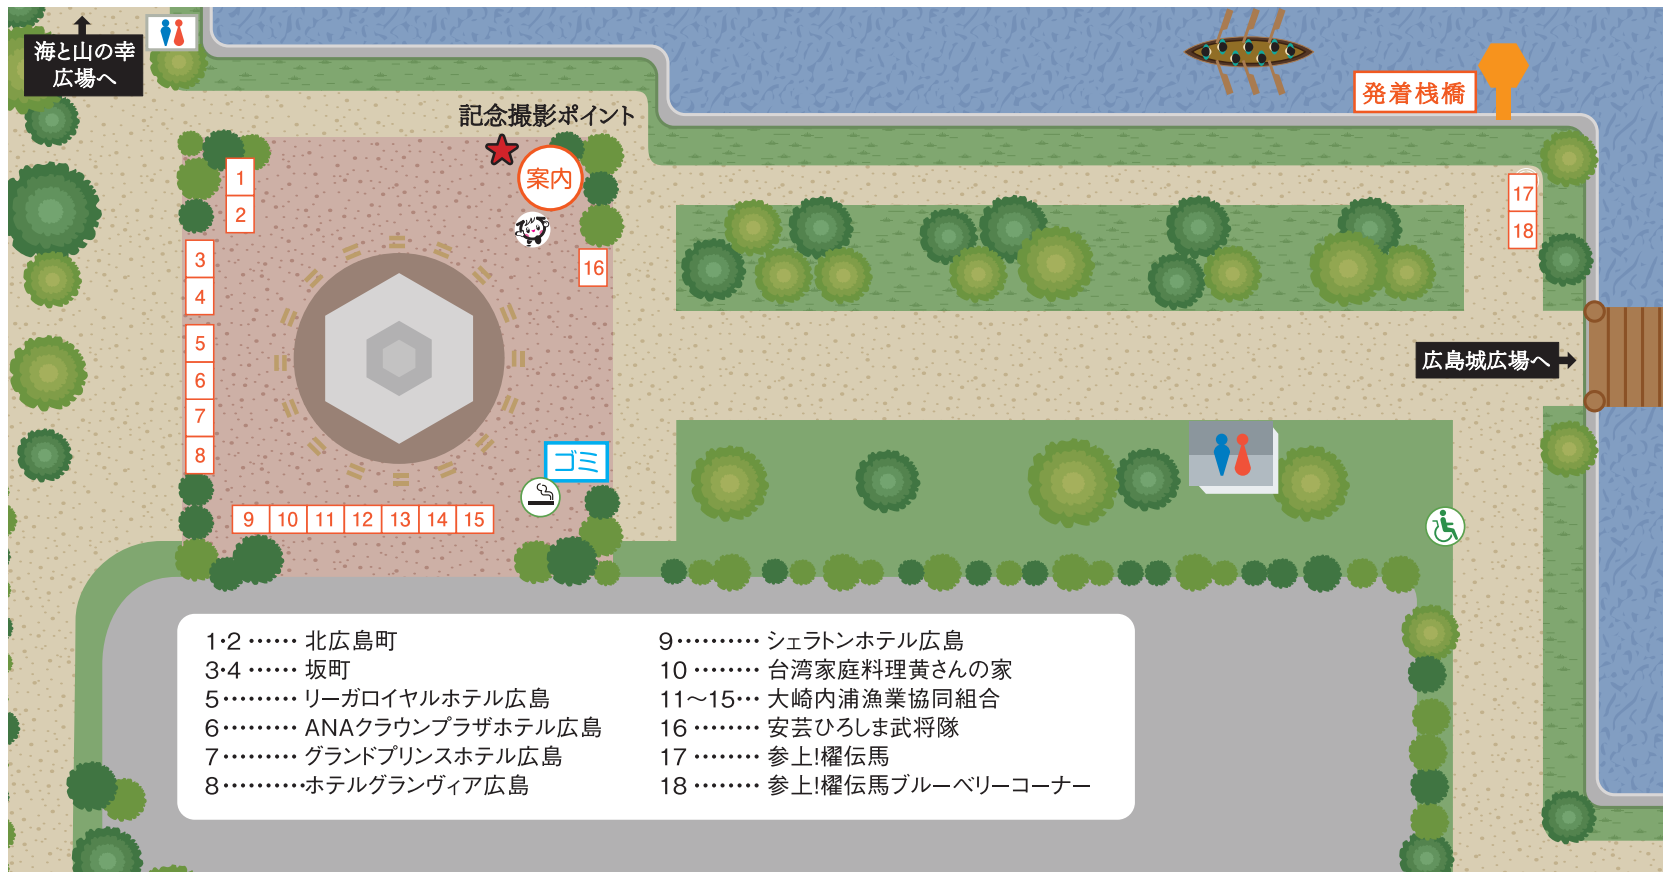 海と山の幸
広場へ
記念撮影ポイント
発着桟橋
案内
1
2
3
4
5
6
7
8
9 10 11 12 13 14 15
16
17
18
広島城広場へ
ゴミ
1・2 …… 北広島町
3・4 …… 坂町
5 ……… リーガロイヤルホテル広島
6 ……… ANAクラウンプラザホテル広島
7 ……… グランドプリンスホテル広島
8 ……… ホテルグランヴィア広島
9 ……… シェラトンホテル広島
10 …… 台湾家庭料理黄さんの家
11〜15… 大崎内浦漁業協同組合
16 …… 安芸ひろしま武将隊
17 …… 参上!櫂伝馬
18 …… 参上!櫂伝馬ブルーベリーコーナー